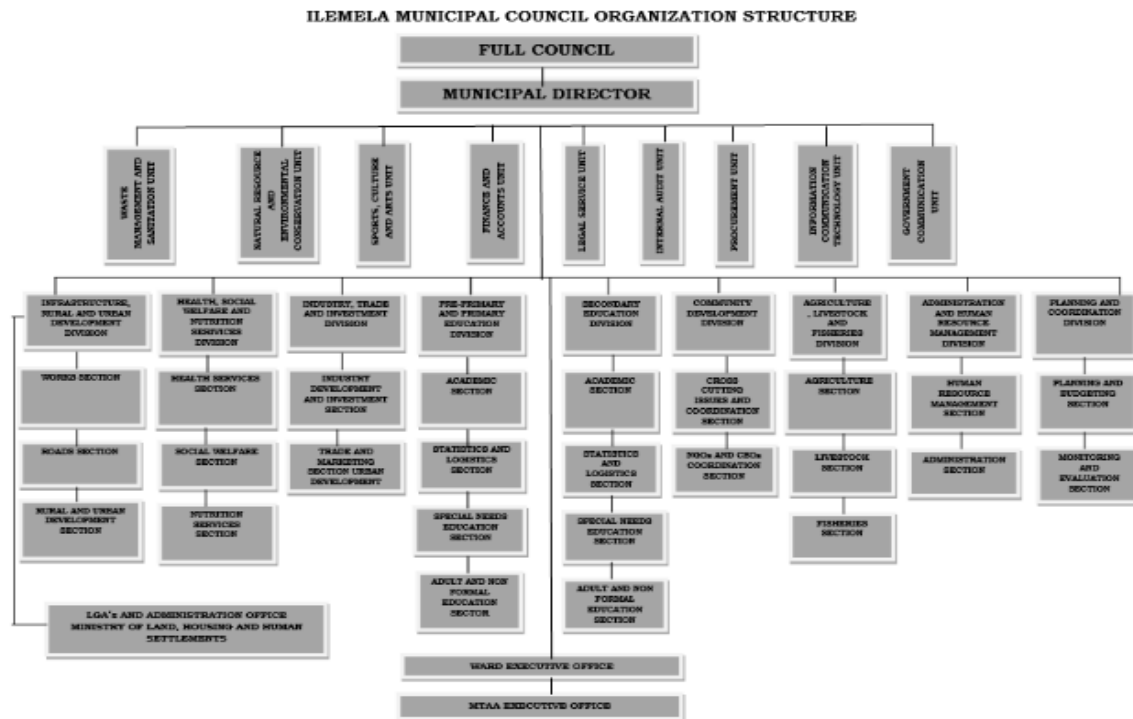 ILEMELA MUNICIPAL COUNCIL ORGANIZATION STRUCTURE
FULL COUNCIL
MUNICIPAL DIRECTOR
WASTE
MANAGEMENT AND
SANITATION UNIT
NATURAL RESOURCE
AND
ENVIRONMENTAL
CONSERVATION UNIT
SPORTS, CULTURE
AND ARTS UNIT
FINANCE AND
ACCOUNTS UNIT
LEGAL SERVICE UNIT
INTERNAL AUDIT UNIT
PROCUREMENT UNIT
INFORMATION
COMMUNICATION
TECHNOLOGY UNIT
GOVERNMENT
COMMUNICATION
UNIT
INFRASTRUCTURE,
RURAL AND URBAN
DEVELOPMENT
DIVISION
HEALTH, SOCIAL
WELFARE AND
NUTRITION
SERVICES
DIVISION
INDUSTRY, TRADE
AND INVESTMENT
DIVISION
PRE-PRIMARY
AND PRIMARY
EDUCATION
DIVISION
SECONDARY
EDUCATION
DIVISION
COMMUNITY
DEVELOPMENT
DIVISION
AGRICULTURE
, LIVESTOCK
AND
FISHERIES
DIVISION
ADMINISTRATION
AND HUMAN
RESOURCE
MANAGEMENT
DIVISION
PLANNING AND
COORDINATION
DIVISION
WORKS SECTION
HEALTH SERVICES
SECTION
INDUSTRY
DEVELOPMENT
AND INVESTMENT
SECTION
ACADEMIC
SECTION
ACADEMIC
SECTION
CROSS
CUTTING
ISSUES AND
COORDINATION
SECTION
AGRICULTURE
SECTION
HUMAN
RESOURCE
MANAGEMENT
SECTION
PLANNING AND
BUDGETING
SECTION
ROADS SECTION
SOCIAL WELFARE
SECTION
TRADE AND
MARKETING
SECTION URBAN
DEVELOPMENT
STATISTICS AND
LOGISTICS
SECTION
STATISTICS
AND
LOGISTICS
SECTION
NGOs AND CBOs
COORDINATION
SECTION
LIVESTOCK
SECTION
ADMINISTRATION
SECTION
MONITORING
AND
EVALUATION
SECTION
RURAL AND URBAN
DEVELOPMENT
SECTION
NUTRITION
SERVICES
SECTION
SPECIAL NEEDS
EDUCATION
SECTION
SPECIAL NEEDS
EDUCATION
SECTION
FISHERIES
SECTION
ADULT AND NON
FORMAL
EDUCATION
SECTOR
ADULT AND NON
FORMAL
EDUCATION
SECTION
LGA's AND ADMINISTRATION OFFICE
MINISTRY OF LAND, HOUSING AND HUMAN
SETTLEMENTS
WARD EXECUTIVE OFFICE
MTAA EXECUTIVE OFFICE